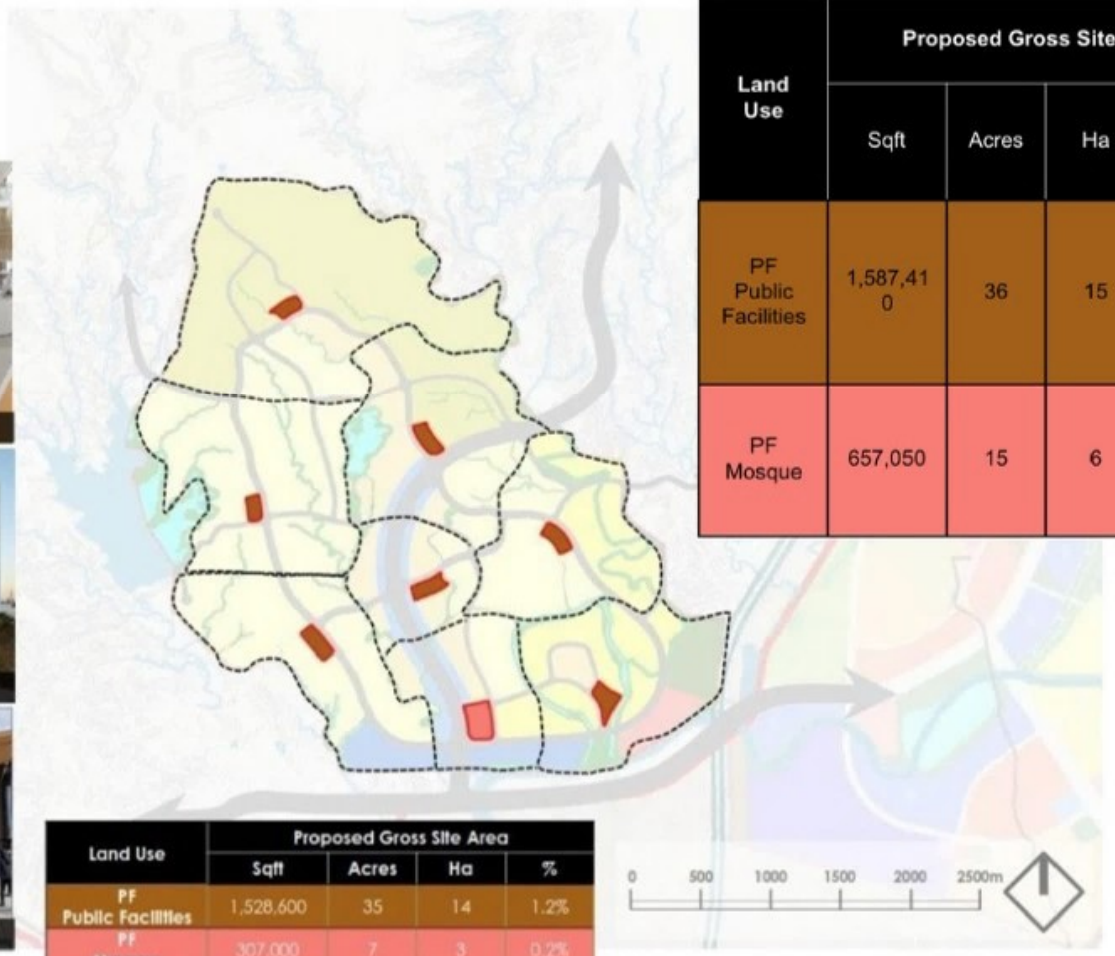 Proposed Gross Site
Land
Use
Sqft
Acres
Ha
PF
Public
Facilities
1,587,41
0
36
15
PF
Mosque
657,050
15
6
Land Use
Proposed Gross Site Area
Sqft
Acres
Ha
%
PF
Public Facilities
1,528,600
35
14
1.2%
PF
307,000
7
3
0.2%
0
500
1000
1500
2000
2500m